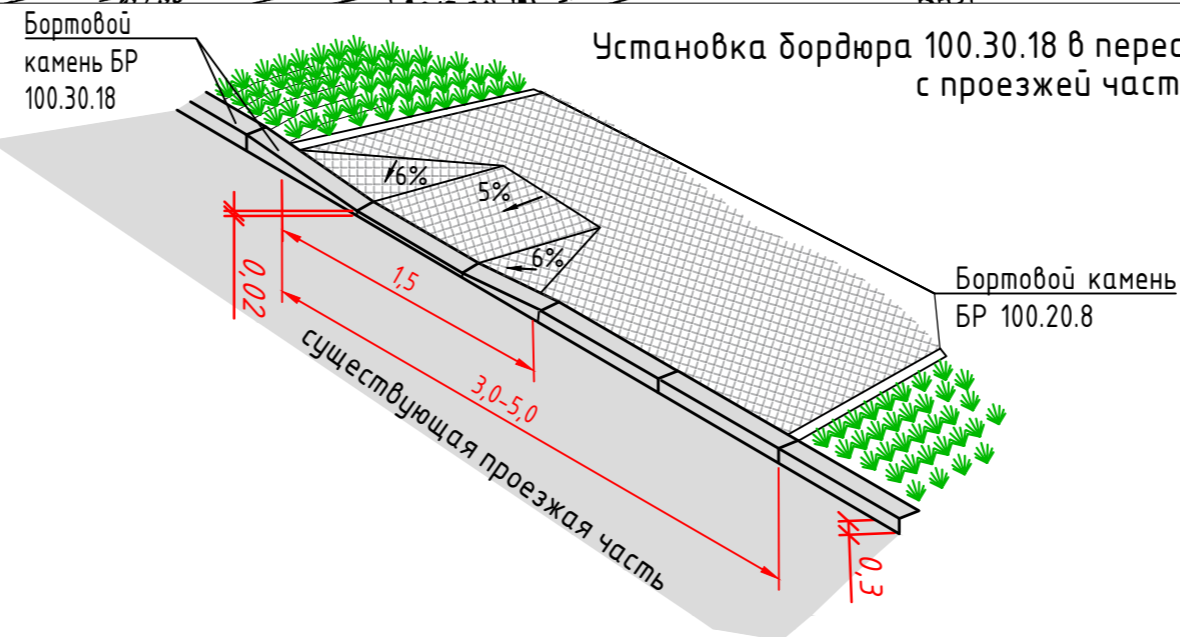 Бортовой
камень БР
100.30.18
Установка бордюра 100.30.18 в перес
с проезжей част
6%
5%
6%
Бортовой камень
БР 100.20.8
0,02
1,5
3,0-5,0
существующая проезжая часть
0,3